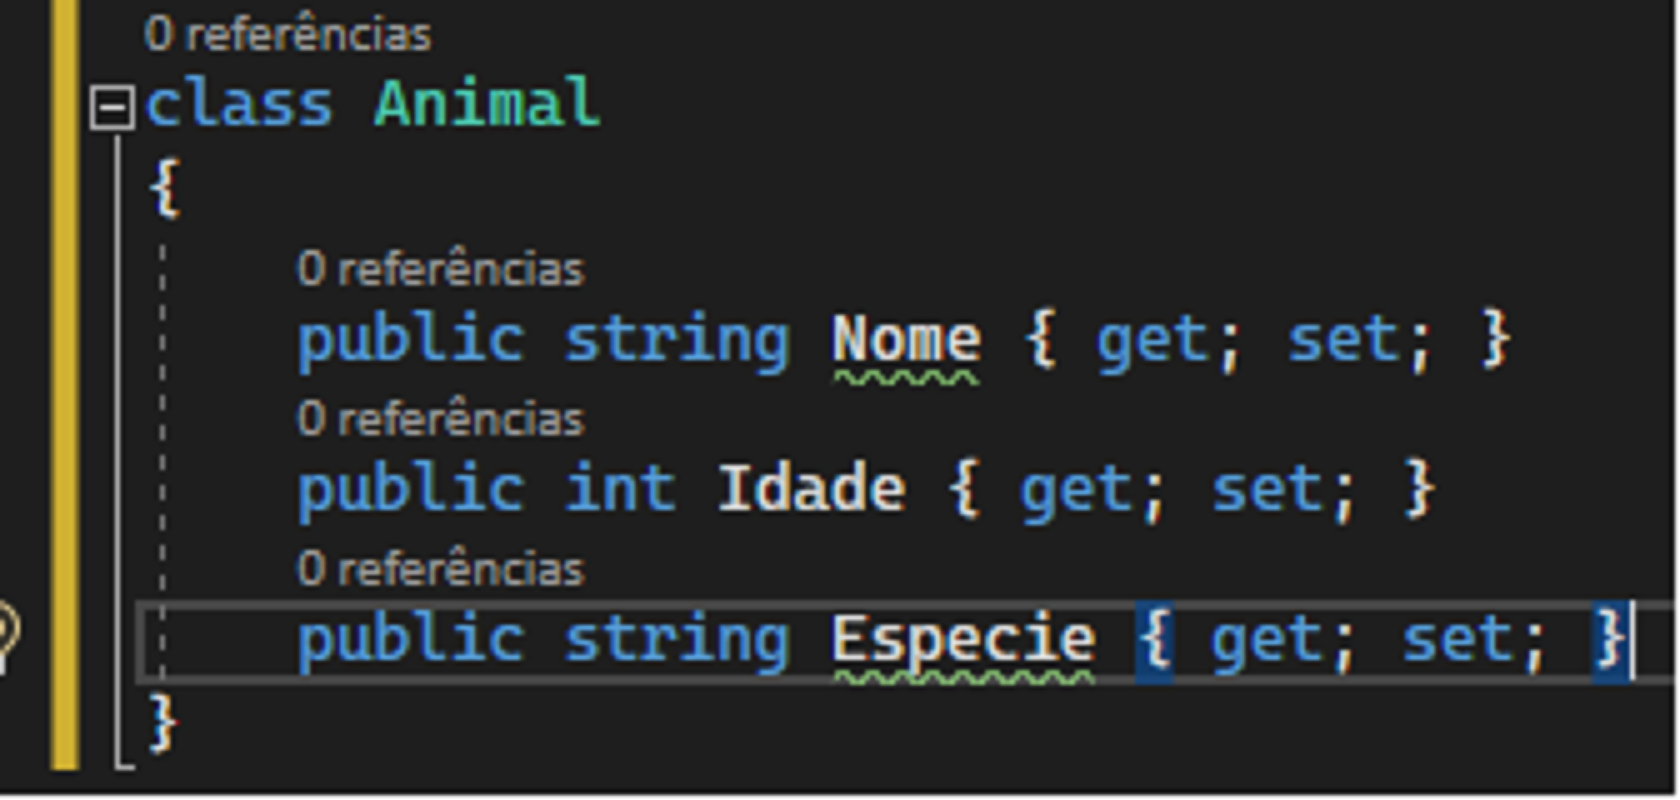 0 referências
class Animal
{
0 referências
public string Nome { get; set; }
0 referências
public int Idade { get; set; }
0 referências
public string Especie { get; set; }
}